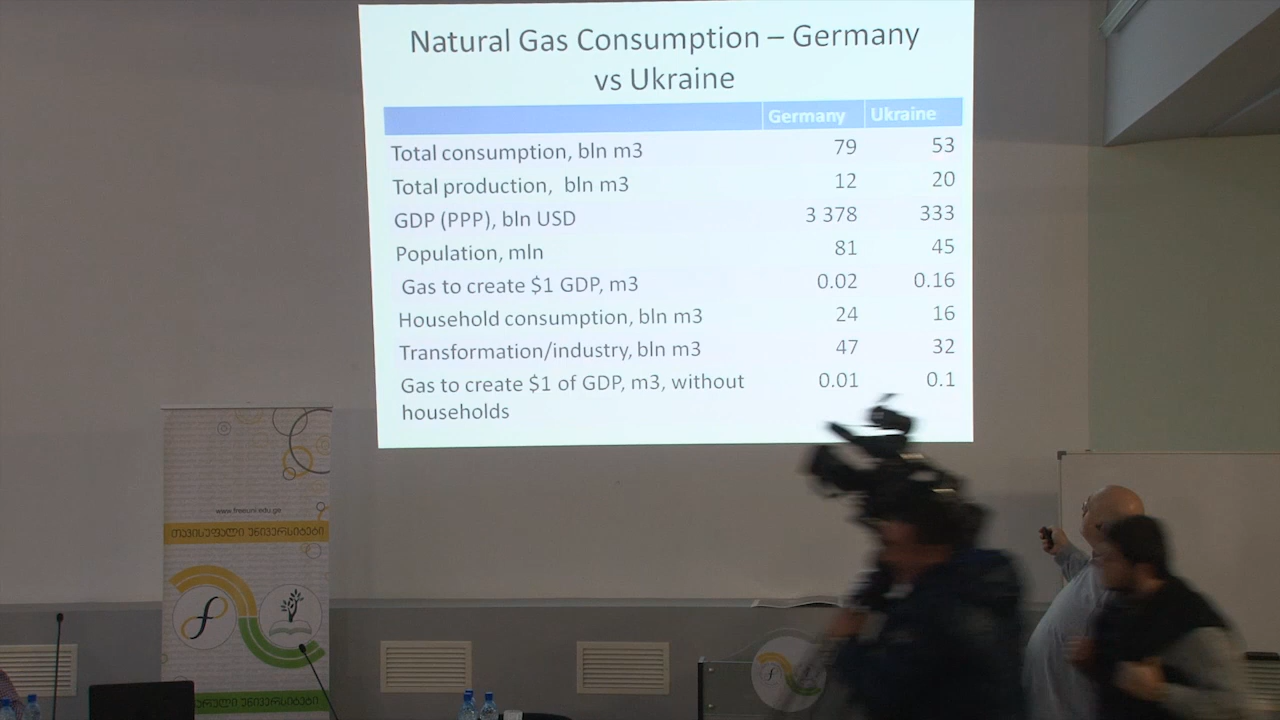 Natural Gas Consumption – Germany
vs Ukraine
Germany Ukraine
Total consumption, bln m3 79 53
Total production, bln m3 12 20
GDP (PPP), bln USD 3 378 333
Population, mln 81 45
Gas to create $1 GDP, m3 0.02 0.16
Household consumption, bln m3 24 16
Transformation/industry, bln m3 47 32
Gas to create $1 of GDP, m3, without 0.01 0.1
households
www.freeuni.edu.ge
თავისუფალი უნივერსიტეტი